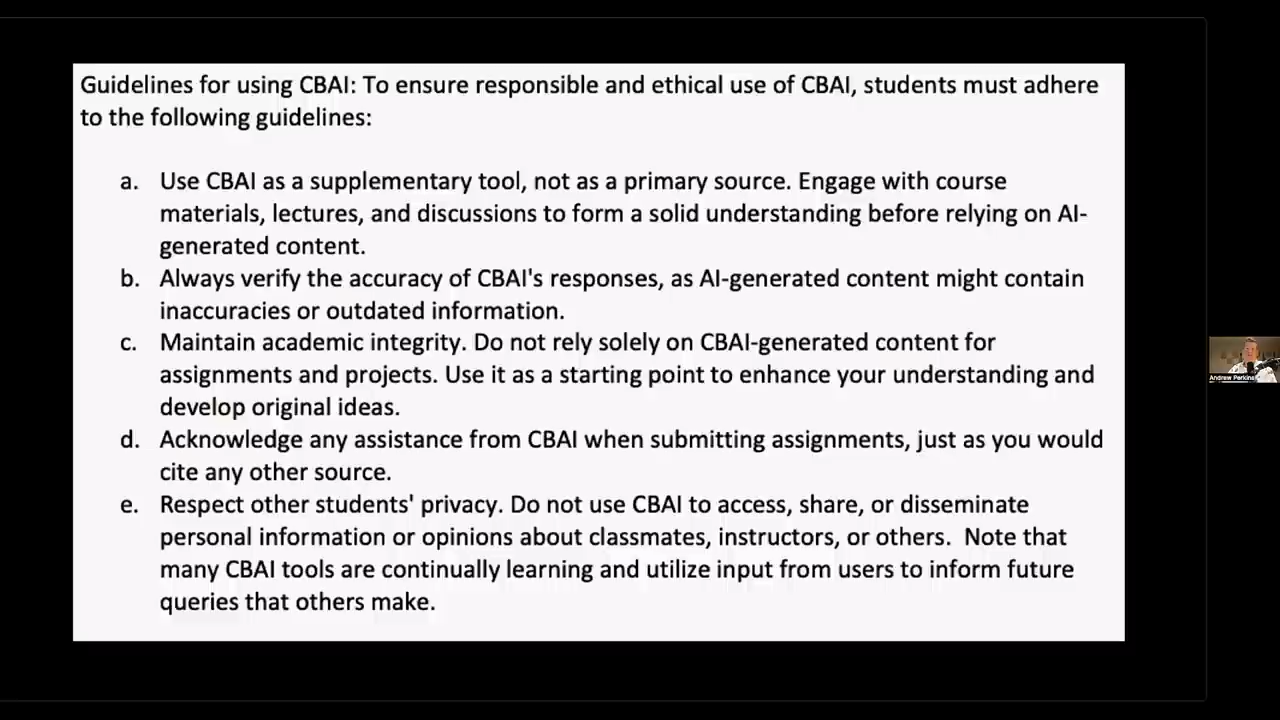 Guidelines for using CBAI: To ensure responsible and ethical use of CBAI, students must adhere
to the following guidelines:
a. Use CBAI as a supplementary tool, not as a primary source. Engage with course
materials, lectures, and discussions to form a solid understanding before relying on AI-
generated content.
b. Always verify the accuracy of CBAI's responses, as AI-generated content might contain
inaccuracies or outdated information.
c. Maintain academic integrity. Do not rely solely on CBAI-generated content for
assignments and projects. Use it as a starting point to enhance your understanding and
develop original ideas.
d. Acknowledge any assistance from CBAI when submitting assignments, just as you would
cite any other source.
e. Respect other students' privacy. Do not use CBAI to access, share, or disseminate
personal information or opinions about classmates, instructors, or others.  Note that
many CBAI tools are continually learning and utilize input from users to inform future
queries that others make.
Andrew Perkins